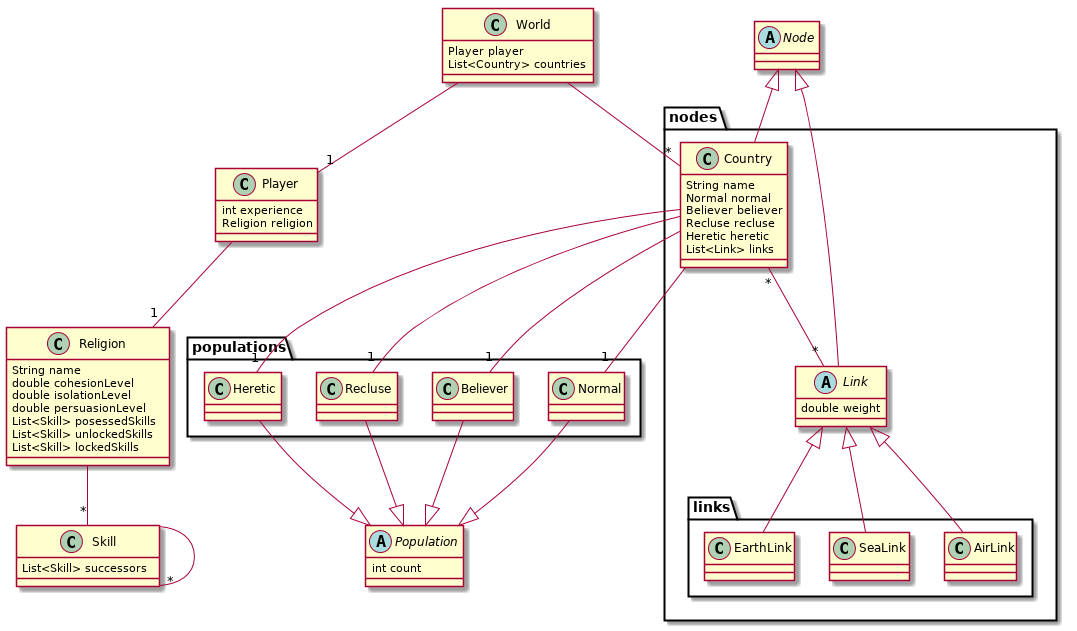 C World
Player player
List<Country> countries
A Node
nodes
C Country
String name
Normal normal
Believer believer
Recluse recluse
Heretic heretic
List<Link> links
*
1
C Player
int experience
Religion religion
1
C Religion
String name
double cohesionLevel
double isolationLevel
double persuasionLevel
List<Skill> posessedSkills
List<Skill> unlockedSkills
List<Skill> lockedSkills
populations
1
1
1
1
C Heretic
C Recluse
C Believer
C Normal
*
*
A Link
double weight
links
C EarthLink
C SeaLink
C AirLink
*
C Skill
List<Skill> successors
*
A Population
int count